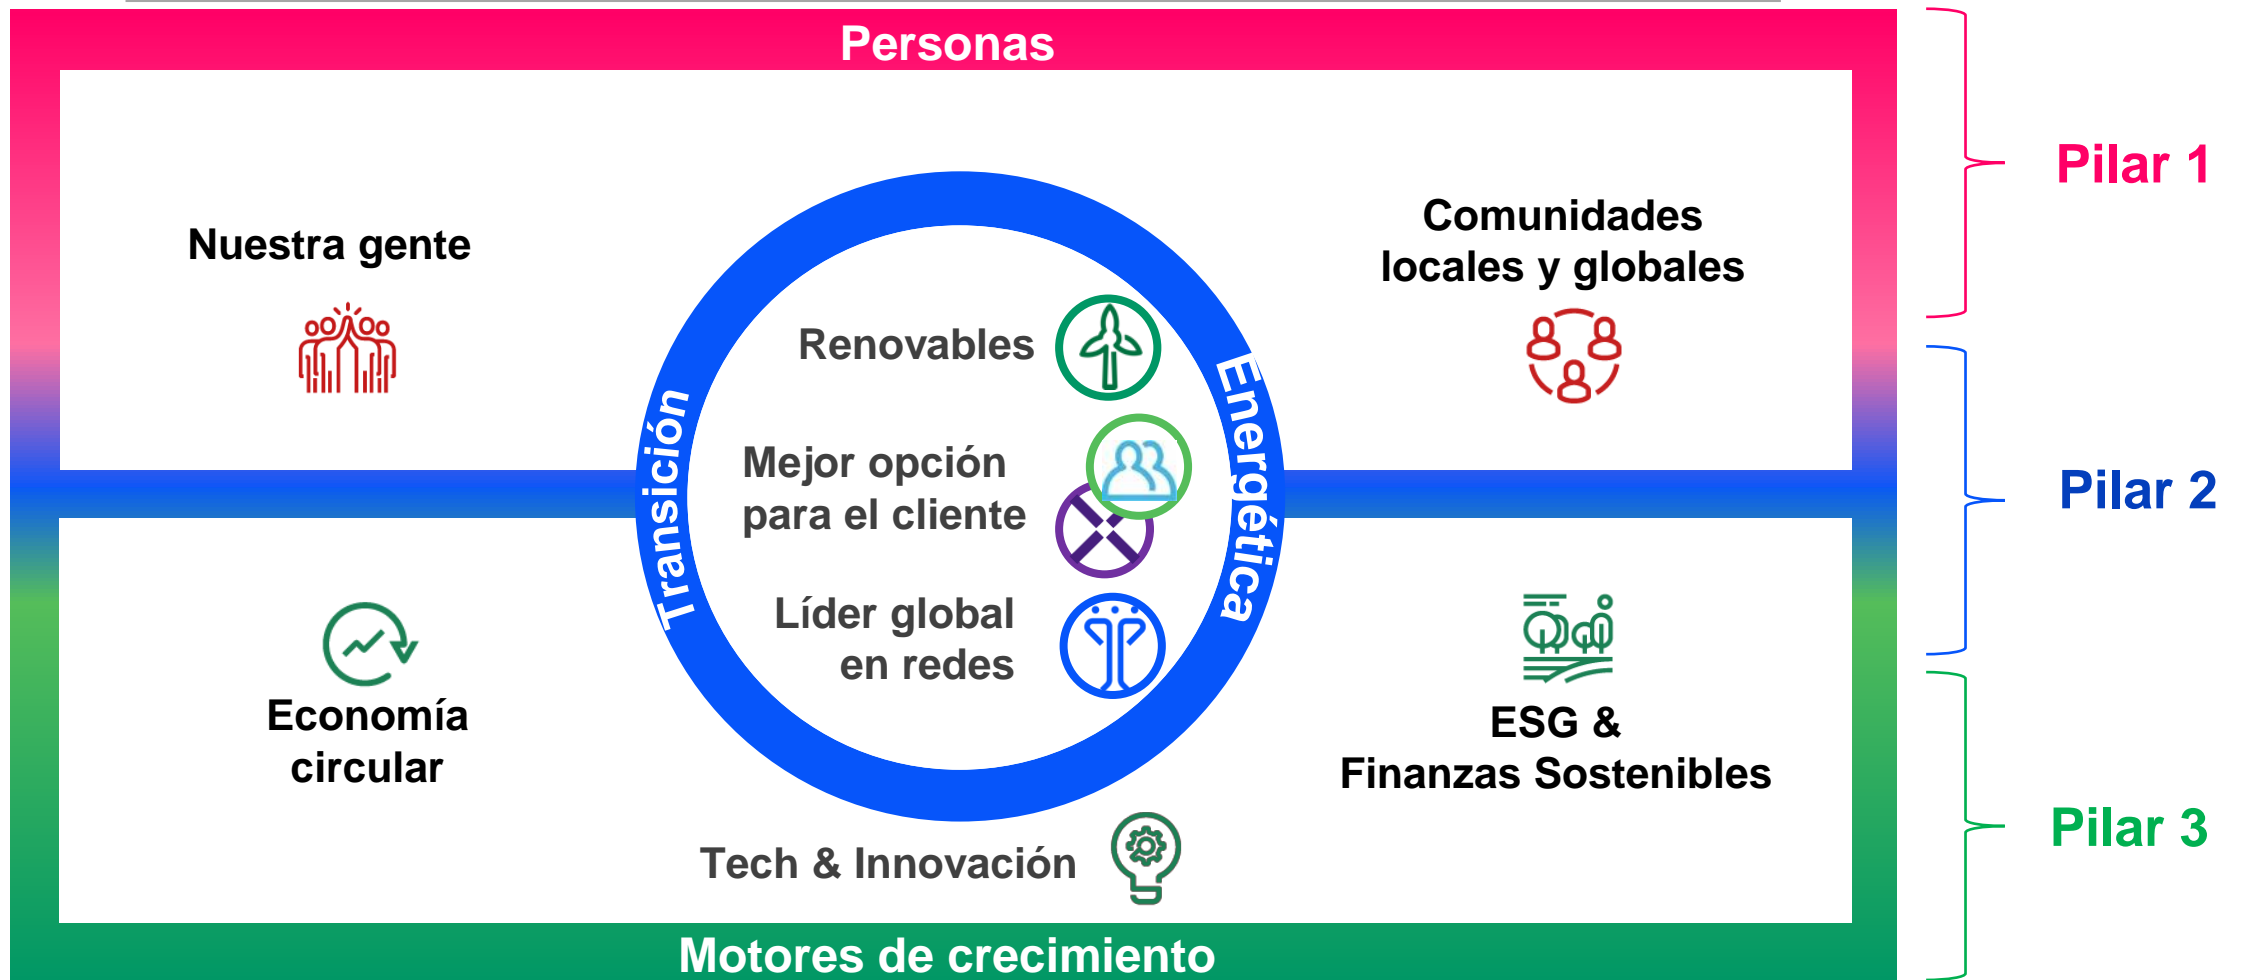 Personas
Pilar 1
Nuestra gente
Comunidades
locales y globales
Transición
Energética
Renovables
Mejor opción
para el cliente
Líder global
en redes
Pilar 2
Economía
circular
ESG &
Finanzas Sostenibles
Tech & Innovación
Pilar 3
Motores de crecimiento